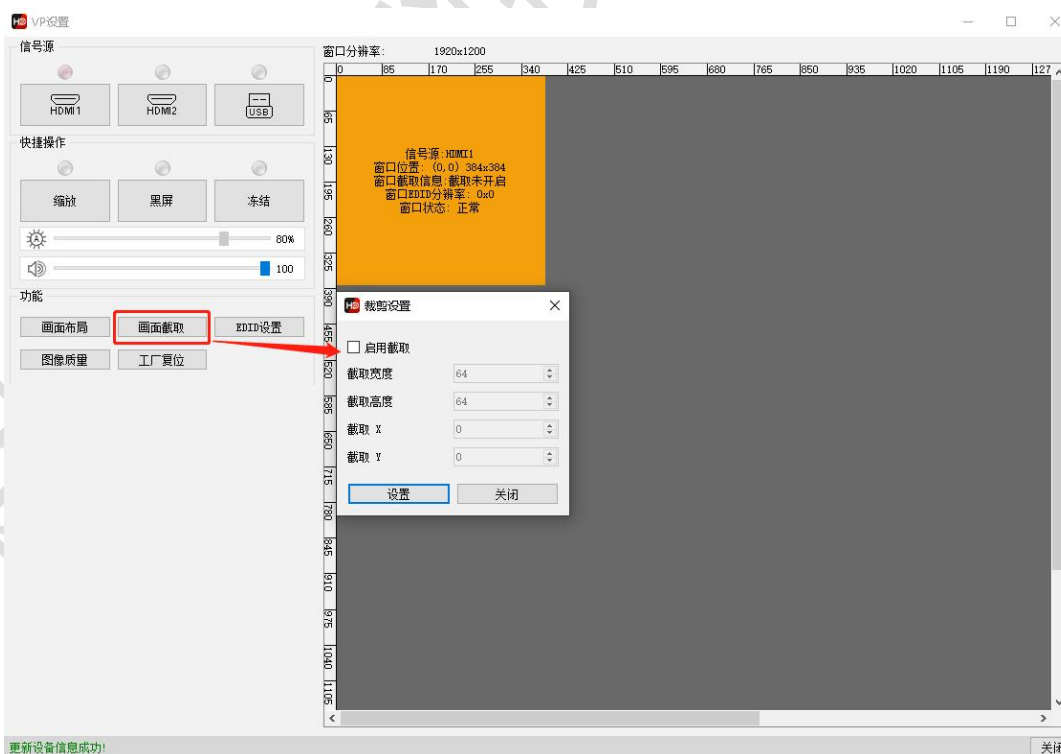 HD VP设置
信号源
HDMI1
HDMI2
USB
快捷操作
缩放
黑屏
冻结
A
80%
100
功能
画面布局
画面截取
EDID设置
图像质量
工厂复位
窗口分辨率: 1920x1200
0 85 170 255 340 425 510 595 680 765 850 935 1020 1105 1190 127
0
65
130
195
260
325
390
455
520
585
650
715
780
845
910
975
1040
1105
信号源:HDMI1
窗口位置: (0,0) 384x384
窗口截取信息:截取未开启
窗口EDID分辨率: 0x0
窗口状态: 正常
HD 裁剪设置
启用截取
截取宽度 64
截取高度 64
截取 X 0
截取 Y 0
设置
关闭
更新设备信息成功!